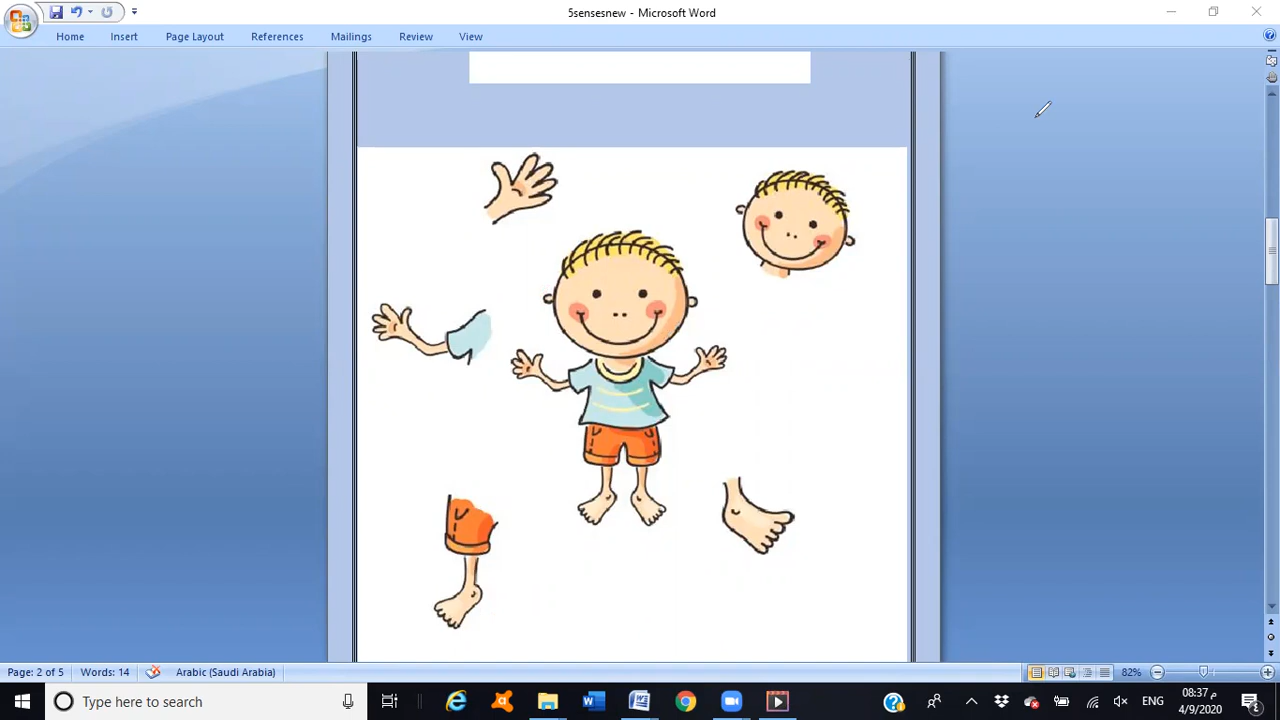 5sensesnew - Microsoft Word
Home Insert Page Layout References Mailings Review View
Page: 2 of 5 Words: 14 Arabic (Saudi Arabia) 82%
Type here to search
ENG
08:37 م
4/9/2020